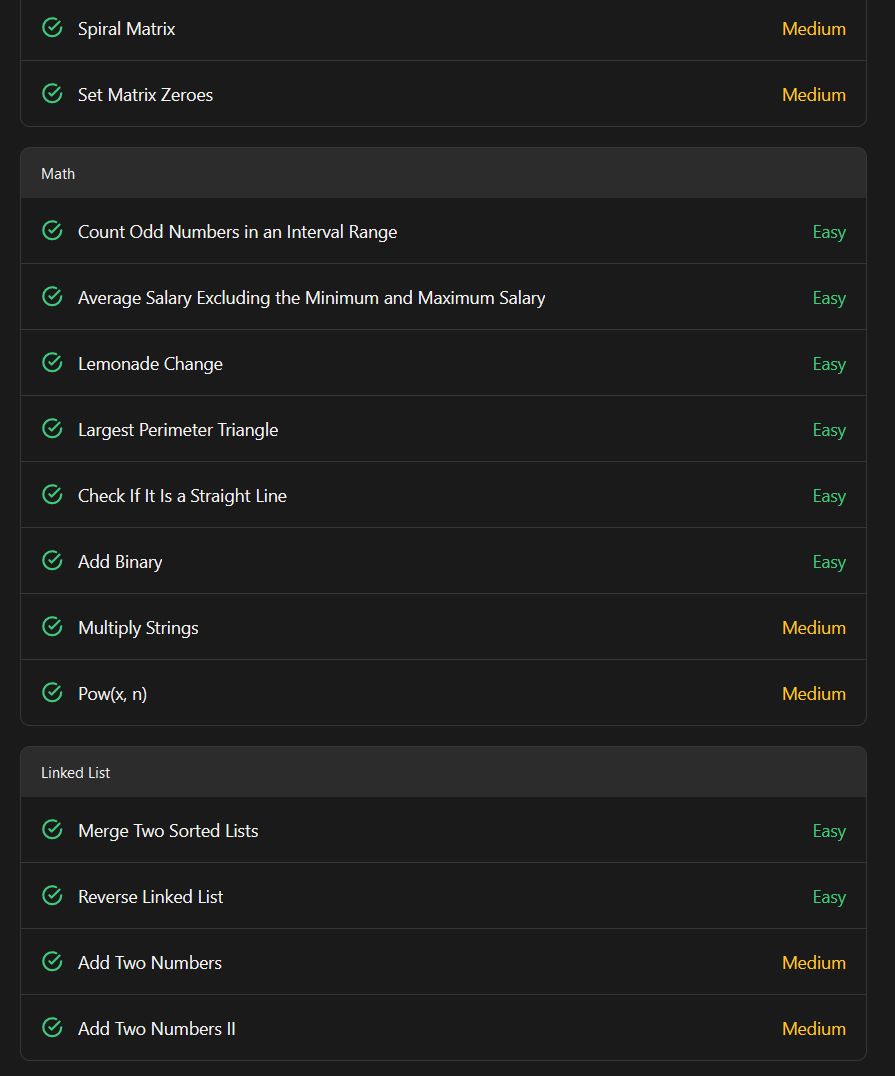 Spiral Matrix Medium
Set Matrix Zeroes Medium
Math
Count Odd Numbers in an Interval Range Easy
Average Salary Excluding the Minimum and Maximum Salary Easy
Lemonade Change Easy
Largest Perimeter Triangle Easy
Check If It Is a Straight Line Easy
Add Binary Easy
Multiply Strings Medium
Pow(x, n) Medium
Linked List
Merge Two Sorted Lists Easy
Reverse Linked List Easy
Add Two Numbers Medium
Add Two Numbers II Medium